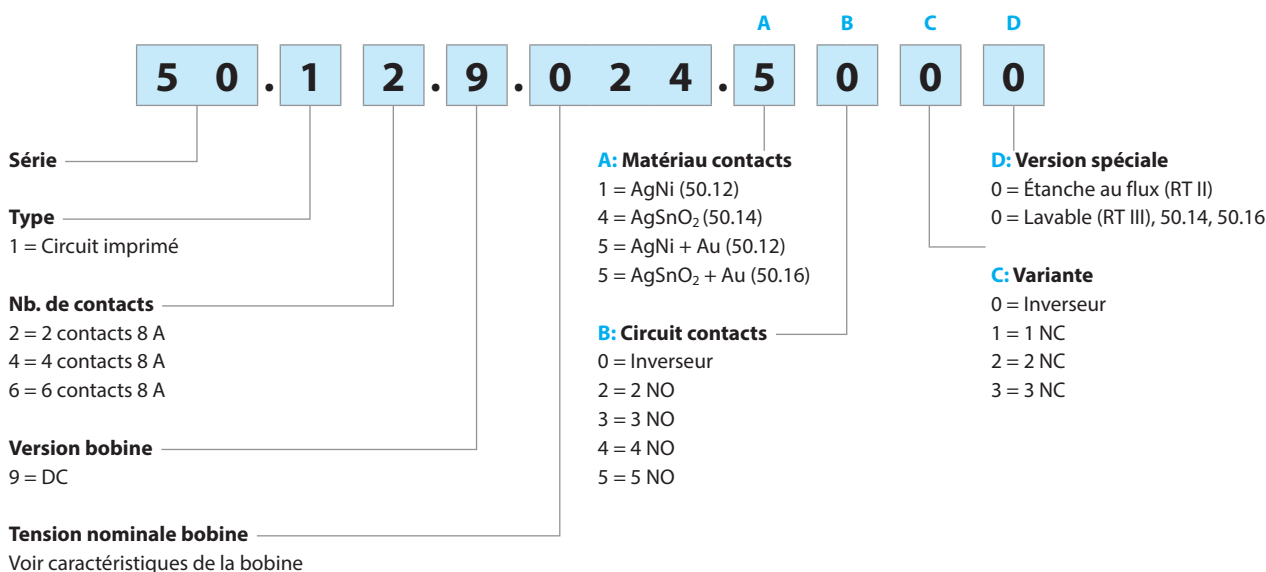 A B C D
5 0 . 1 2 . 9 . 0 2 4 . 5 0 0 0
Série
Type
1 = Circuit imprimé
Nb. de contacts
2 = 2 contacts 8 A
4 = 4 contacts 8 A
6 = 6 contacts 8 A
Version bobine
9 = DC
Tension nominale bobine
Voir caractéristiques de la bobine
A: Matériau contacts
1 = AgNi (50.12)
4 = AgSnO₂ (50.14)
5 = AgNi + Au (50.12)
5 = AgSnO₂ + Au (50.16)
B: Circuit contacts
0 = Inverseur
2 = 2 NO
3 = 3 NO
4 = 4 NO
5 = 5 NO
D: Version spéciale
0 = Étanche au flux (RT II)
0 = Lavable (RT III), 50.14, 50.16
C: Variante
0 = Inverseur
1 = 1 NC
2 = 2 NC
3 = 3 NC